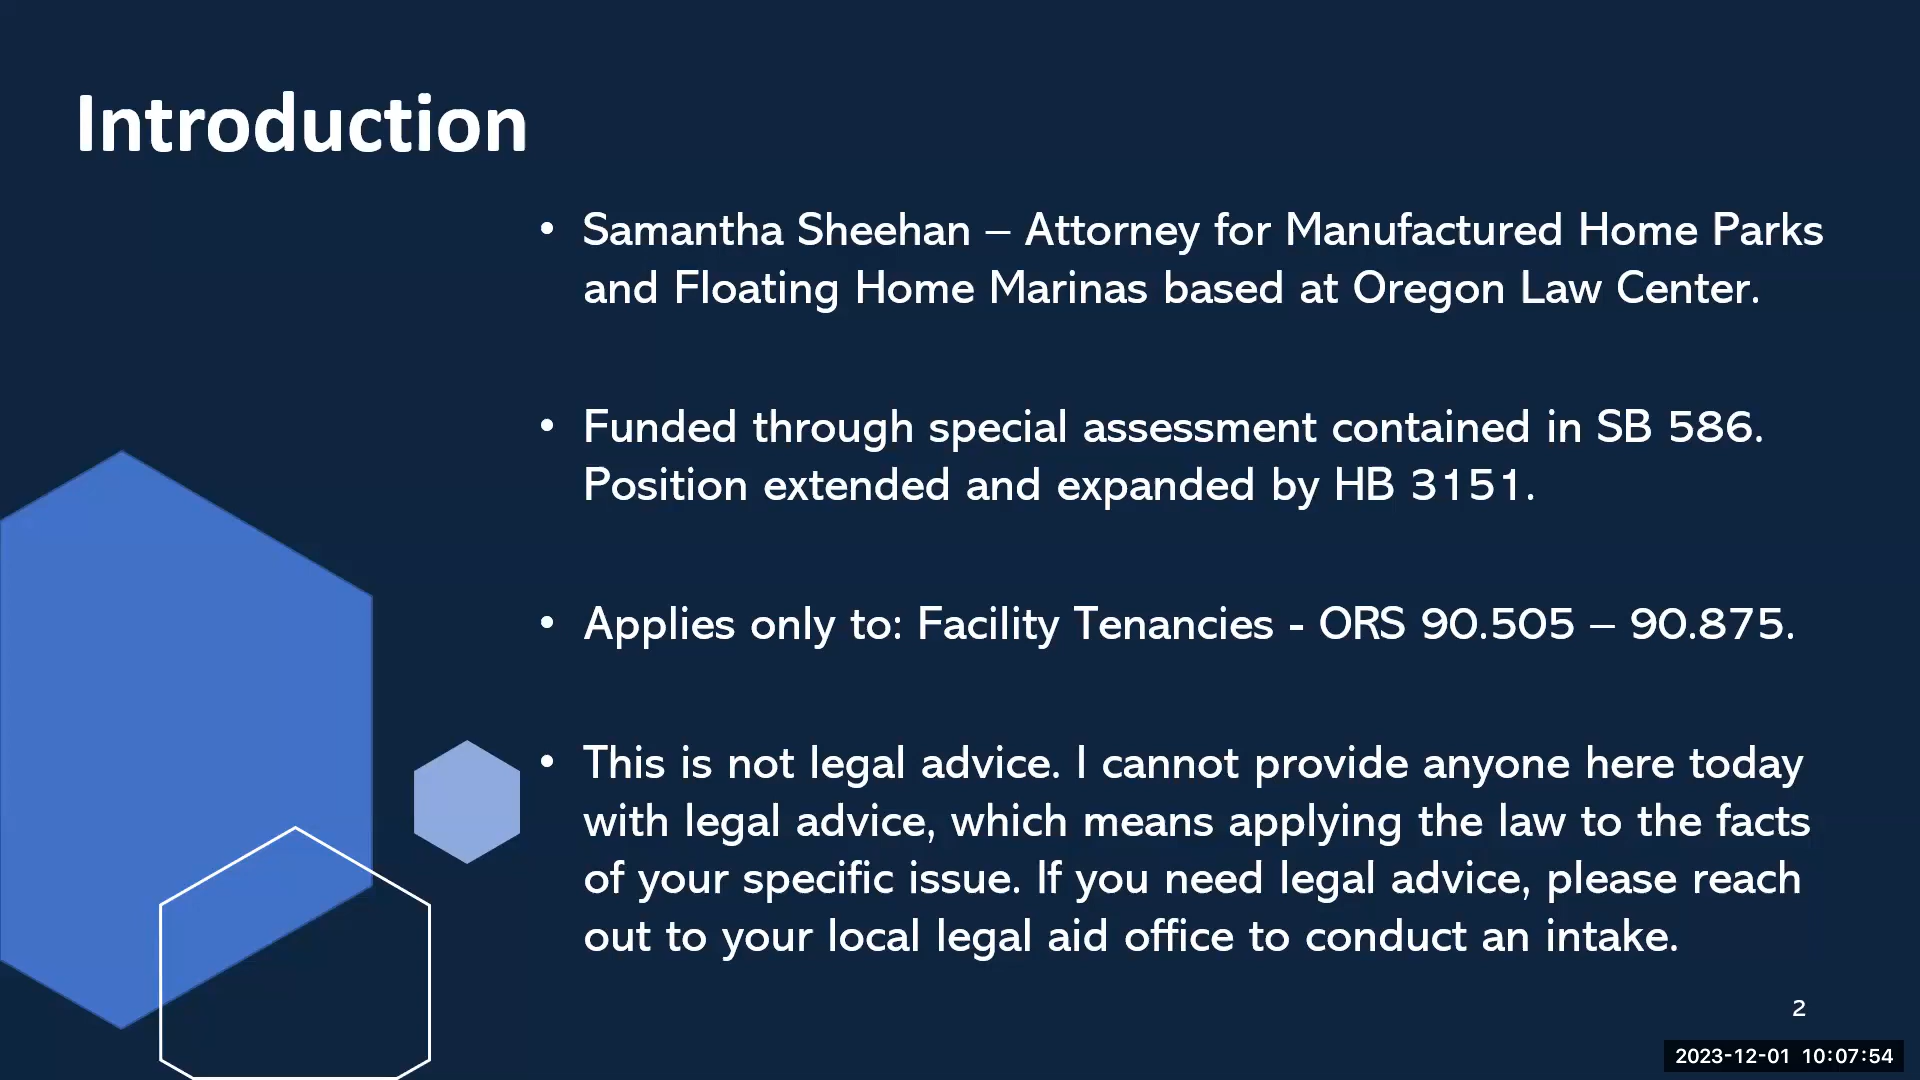 Introduction
• Samantha Sheehan – Attorney for Manufactured Home Parks
and Floating Home Marinas based at Oregon Law Center.
• Funded through special assessment contained in SB 586.
Position extended and expanded by HB 3151.
• Applies only to: Facility Tenancies - ORS 90.505 – 90.875.
• This is not legal advice. I cannot provide anyone here today
with legal advice, which means applying the law to the facts
of your specific issue. If you need legal advice, please reach
out to your local legal aid office to conduct an intake.
2
2023-12-01 10:07:54